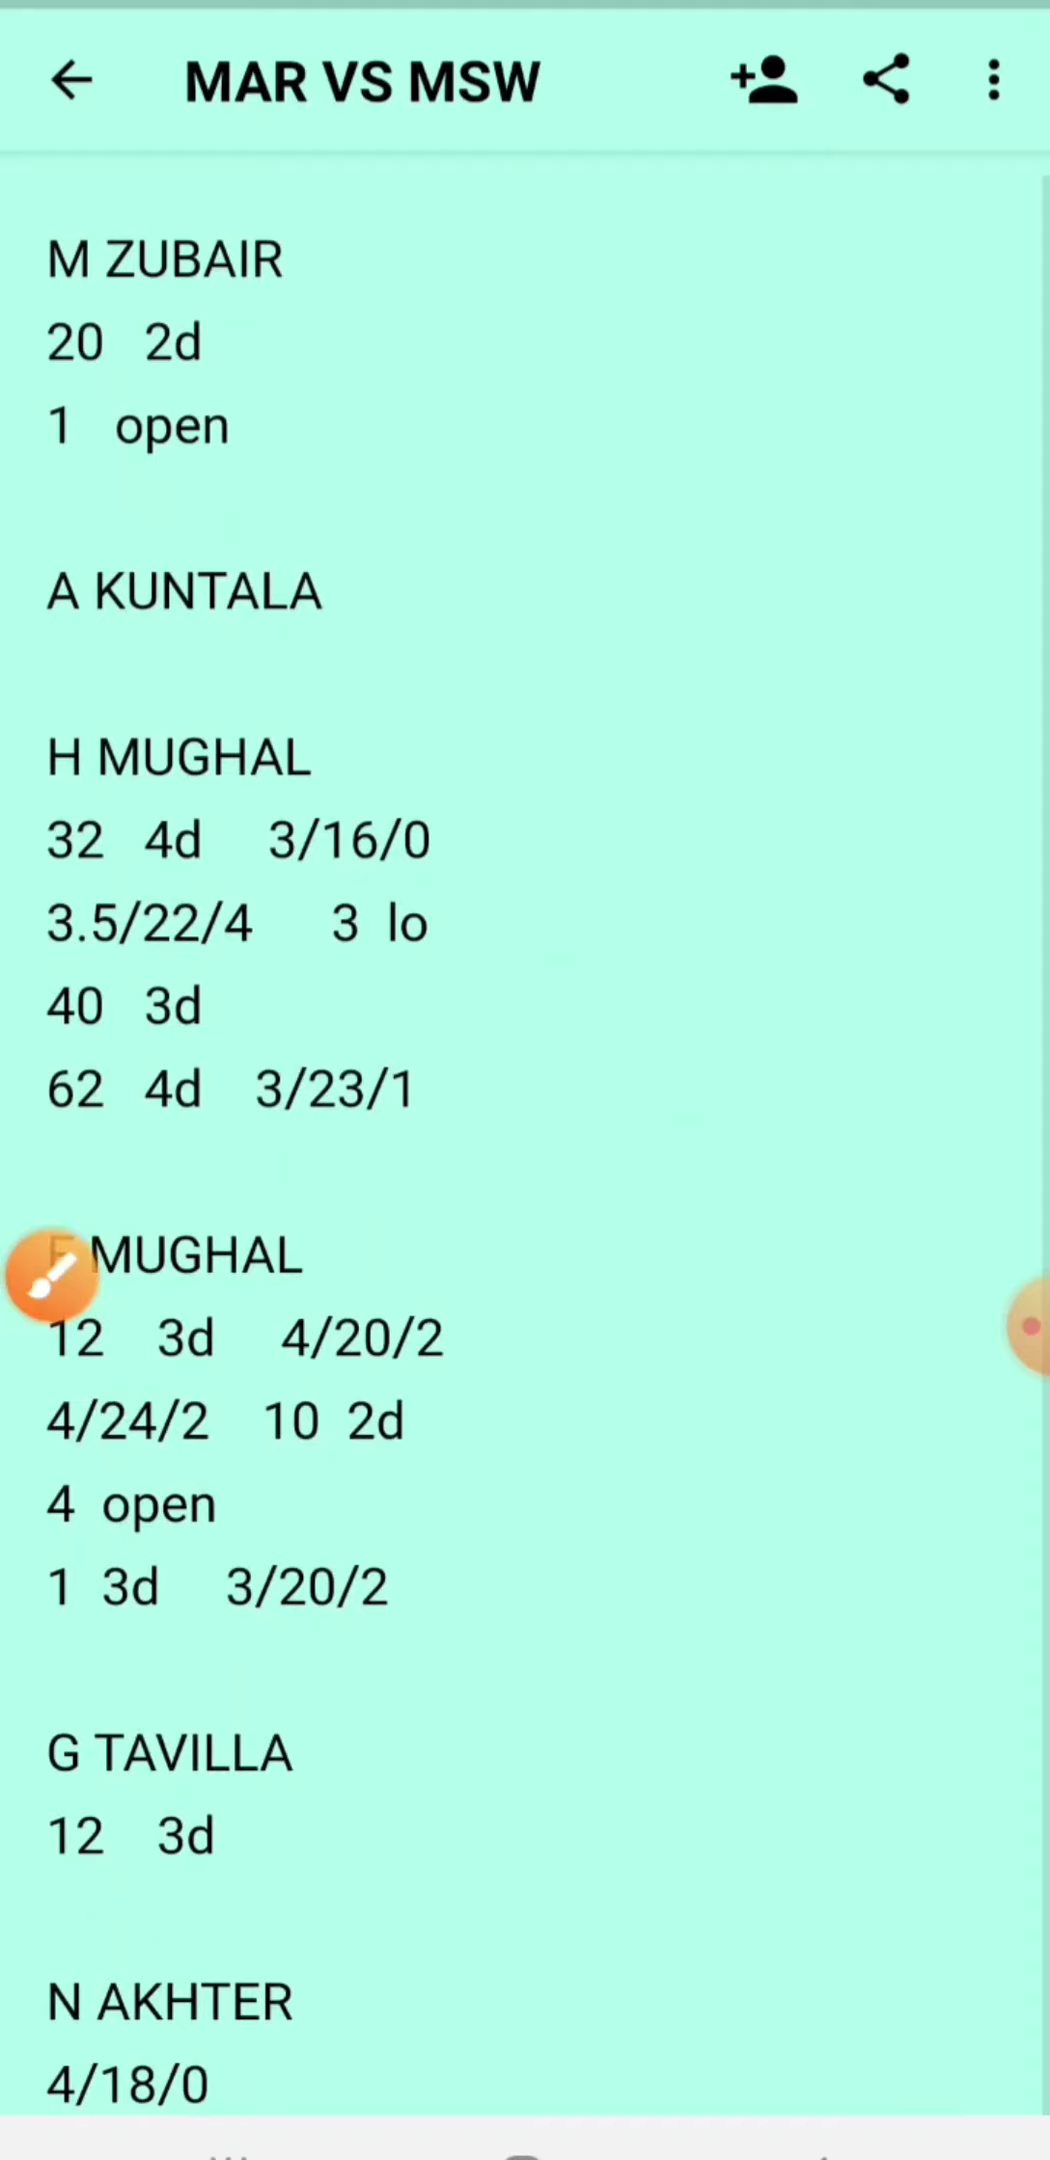 MAR VS MSW
M ZUBAIR
20 2d
1 open
A KUNTALA
H MUGHAL
32 4d 3/16/0
3.5/22/4 3 lo
40 3d
62 4d 3/23/1
F MUGHAL
12 3d 4/20/2
4/24/2 10 2d
4 open
1 3d 3/20/2
G TAVILLA
12 3d
N AKHTER
4/18/0